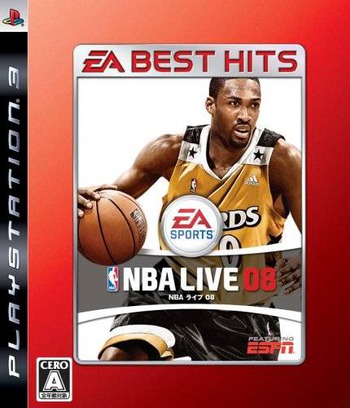 PLAYSTATION 3
EA BEST HITS
RDS
EA
SPORTS
NBA LIVE 08
NBA ライブ 08
FEATURING
ESPN
CERO
A
全年齢対象